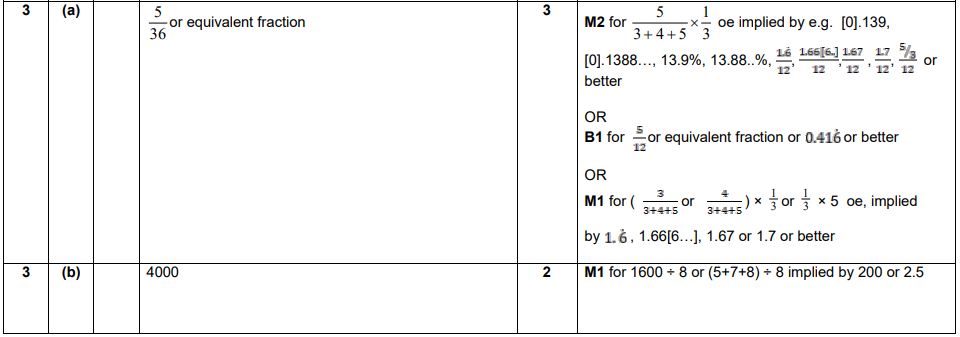 3 (a) 5/36 or equivalent fraction 3 M2 for 5/(3+4+5) × 1/3 oe implied by e.g. [0].139,
[0].1388…, 13.9%, 13.88..%, 1.6̇/12, 1.66[6..]/12, 1.67/12, 1.7/12, (5/3)/12 or
better
OR
B1 for 5/12 or equivalent fraction or 0.416̇ or better
OR
M1 for ( 3/(3+4+5) or 4/(3+4+5) ) × 1/3 or 1/3 × 5 oe, implied
by 1.6̇, 1.66[6…], 1.67 or 1.7 or better
3 (b) 4000 2 M1 for 1600 ÷ 8 or (5+7+8) ÷ 8 implied by 200 or 2.5